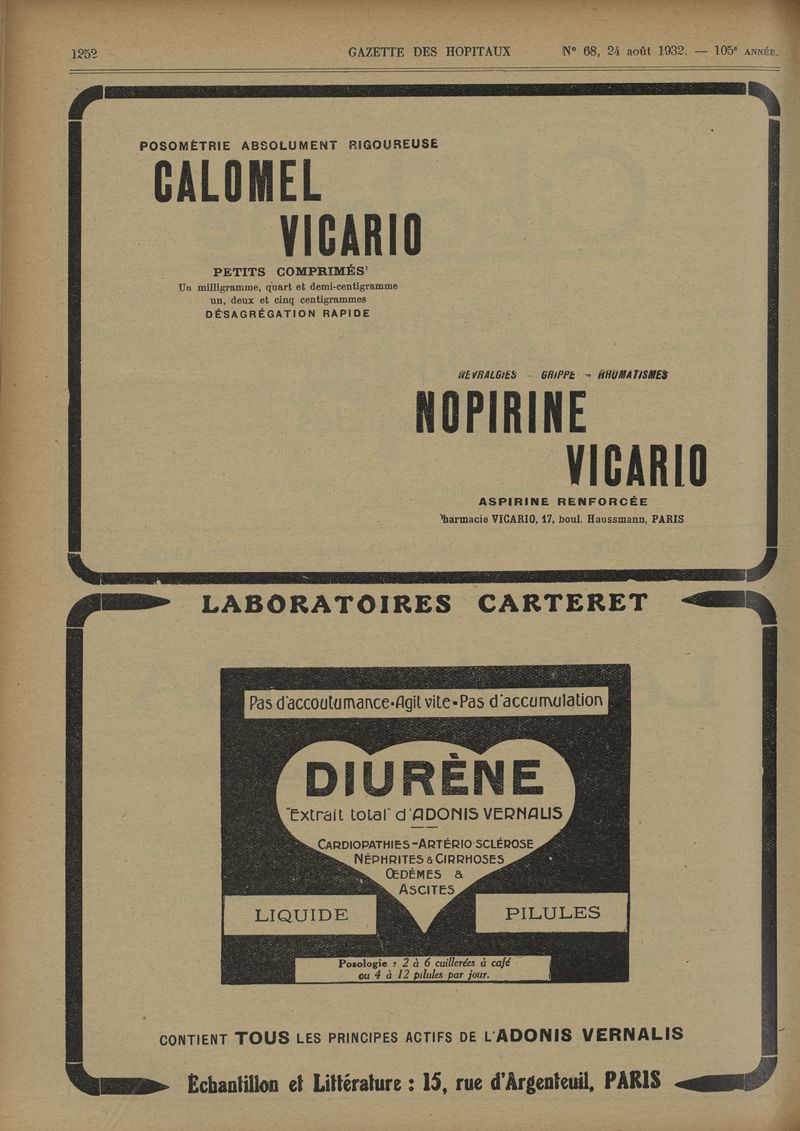 1252
GAZETTE DES HOPITAUX
N° 68, 24 août 1932. — 105e ANNÉE.
POSOMÉTRIE ABSOLUMENT RIGOUREUSE
CALOMEL
VICARIO
PETITS COMPRIMÉS
Un milligramme, quart et demi-centigramme
un, deux et cinq centigrammes
DÉSAGRÉGATION RAPIDE
NÉVRALGIES - GRIPPE - RHUMATISMES
NOPIRINE
VICARIO
ASPIRINE RENFORCÉE
harmacie VICARIO, 17, boul. Haussmann, PARIS
LABORATOIRES CARTERET
Pas d'accoutumance•Agit vite-Pas d'accumulation
DIURÈNE
"Extrait total" d'ADONIS VERNALIS
CARDIOPATHIES-ARTÉRIO-SCLÉROSE
NÉPHRITES & CIRRHOSES
ŒDÈMES &
ASCITES
LIQUIDE
PILULES
Posologie : 2 à 6 cuillerées à café
ou 4 à 12 pilules par jour.
CONTIENT TOUS LES PRINCIPES ACTIFS DE L'ADONIS VERNALIS
Échantillon et Littérature : 15, rue d'Argenteuil, PARIS